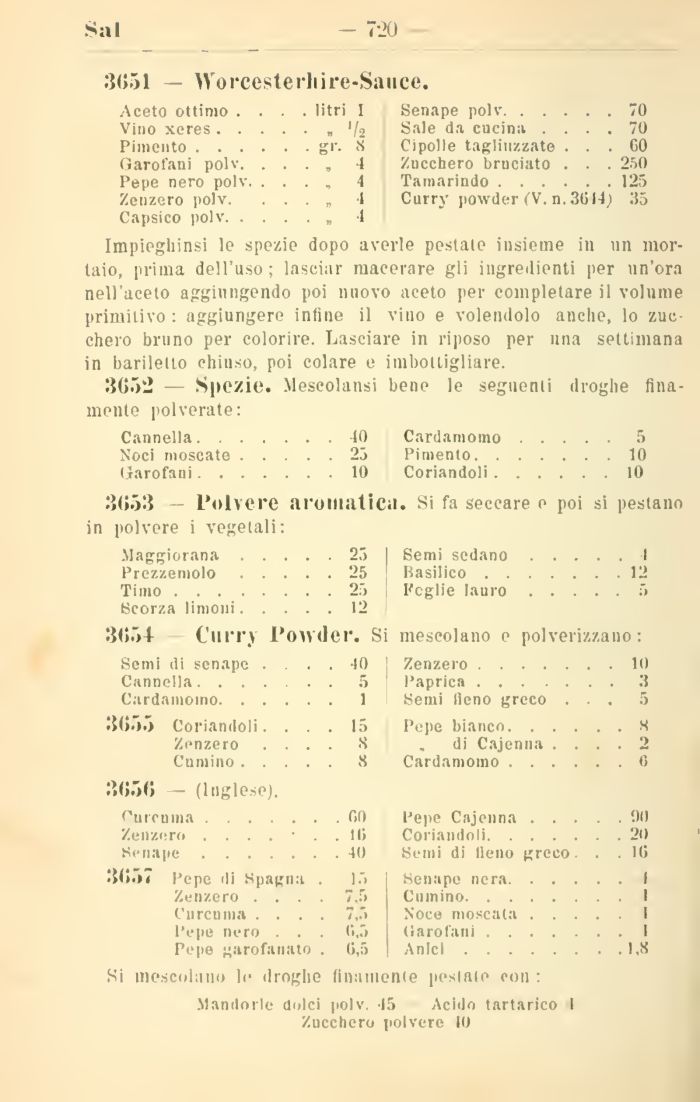 Sal — 720 —
3651 — Worcesterhire-Sauce.
Aceto ottimo . . . . litri 1 Senape polv. . . . . . 70
Vino xeres . . . . . „ 1/2 Sale da cucina . . . . 70
Pimento . . . . . . gr. 8 Cipolle tagliuzzate . . . 60
Garofani polv. . . . . „ 4 Zucchero bruciato . . . 250
Pepe nero polv. . . . „ 4 Tamarindo . . . . . . 125
Zenzero polv. . . . . „ 4 Curry powder (V. n. 3644) 35
Capsico polv. . . . . „ 4
Impieghinsi le spezie dopo averle pestate insieme in un mor-
taio, prima dell'uso; lasciar macerare gli ingredienti per un'ora
nell'aceto aggiungendo poi nuovo aceto per completare il volume
primitivo: aggiungere infine il vino e volendolo anche, lo zuc-
chero bruno per colorire. Lasciare in riposo per una settimana
in bariletto chiuso, poi colare e imbottigliare.
3652 — Spezie. Mescolansi bene le seguenti droghe fina-
mente polverate:
Cannella. . . . . . . 40 Cardamomo . . . . . 5
Noci moscate . . . . . 25 Pimento. . . . . . . 10
Garofani . . . . . . . 10 Coriandoli . . . . . . 10
3653 — Polvere aromatica. Si fa seccare e poi si pestano
in polvere i vegetali:
Maggiorana . . . . . 25 Semi sedano . . . . . 4
Prezzemolo . . . . . 25 Basilico . . . . . . . 12
Timo . . . . . . . . 25 Foglie lauro . . . . . 5
Scorza limoni . . . . . 12
3654 — Curry Powder. Si mescolano e polverizzano:
Semi di senape . . . . 40 Zenzero . . . . . . . 10
Cannella. . . . . . . 5 Paprica . . . . . . . 3
Cardamomo. . . . . . 1 Semi fieno greco . . . 5
3655 Coriandoli . . . . 15 Pepe bianco. . . . . . 8
Zenzero . . . . 8 „ di Cajenna . . . . 2
Cumino . . . . . 8 Cardamomo . . . . . . 6
3656 — (Inglese).
Curcuma . . . . . . . 60 Pepe Cajenna . . . . . 90
Zenzero . . . . . . . 16 Coriandoli. . . . . . . 20
Senape . . . . . . . 40 Semi di fieno greco . . . 16
3657 Pepe di Spagna . 15 Senape nera. . . . . . 1
Zenzero . . . . 7,5 Cumino. . . . . . . 1
Curcuma . . . . 7,5 Noce moscata . . . . . 1
Pepe nero . . . 6,5 Garofani . . . . . . . 1
Pepe garofanato . 6,5 Anici . . . . . . . . 1,8
Si mescolano le droghe finamente pestate con:
Mandorle dolci polv. 45 Acido tartarico 1
Zucchero polvere 40